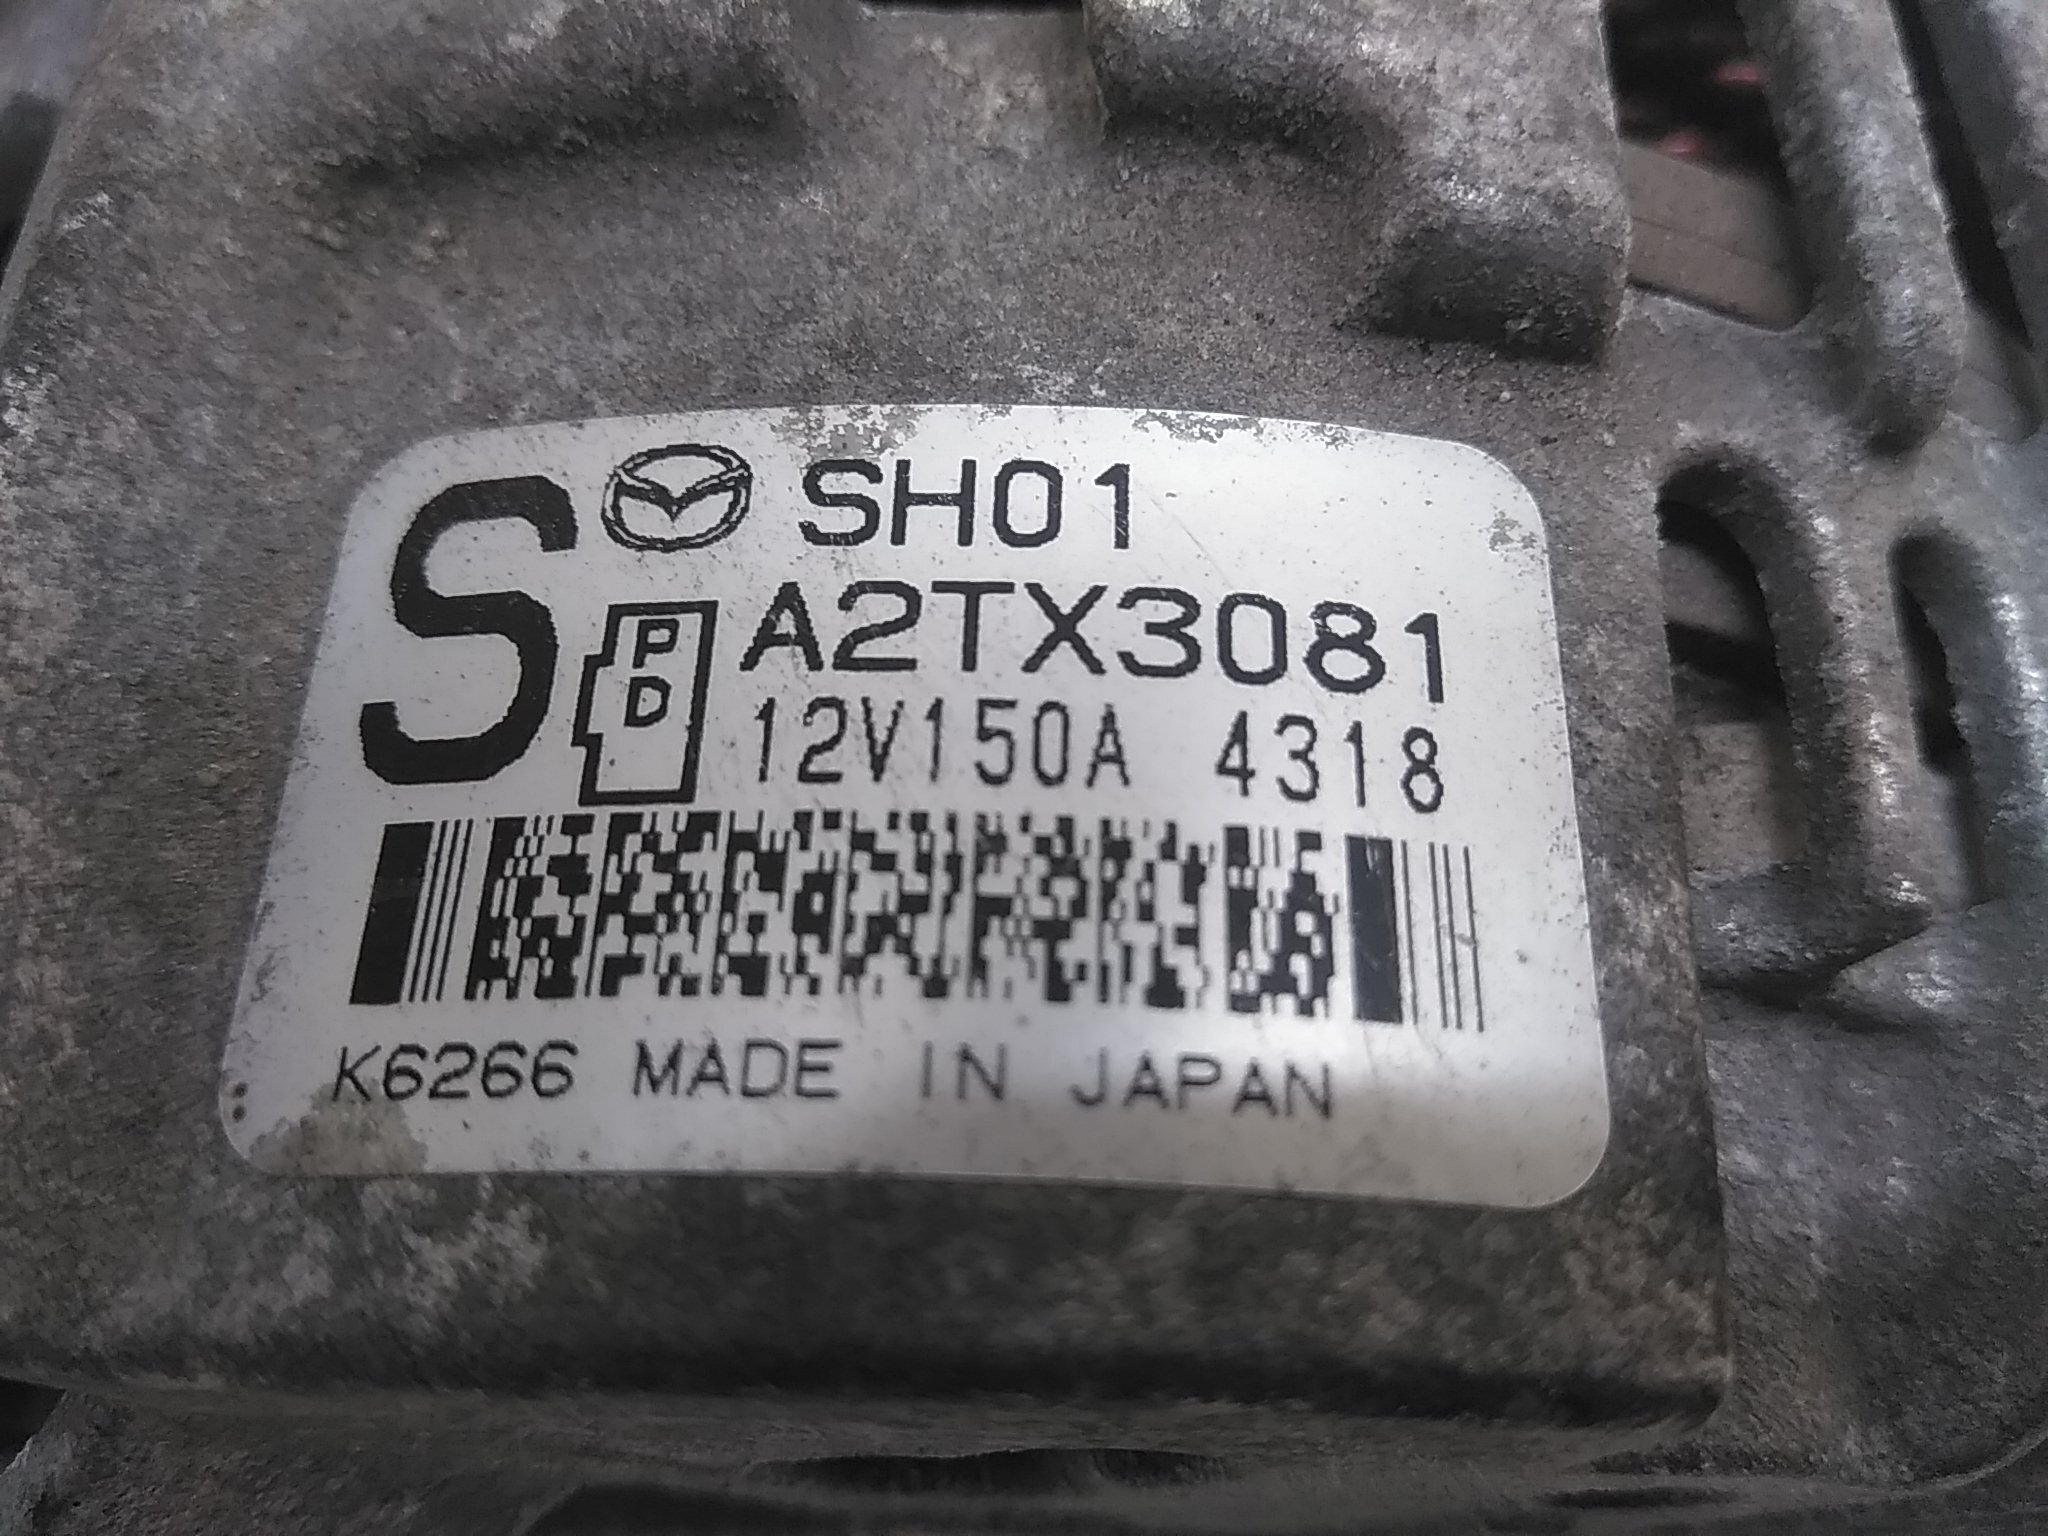 S SH01
PD A2TX3081
12V150A 4318
K6266 MADE IN JAPAN